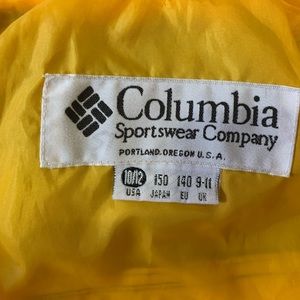 Columbia
Sportswear Company
PORTLAND, OREGON U.S.A.
10/12 150 140 9-11
USA JAPAN EU UK